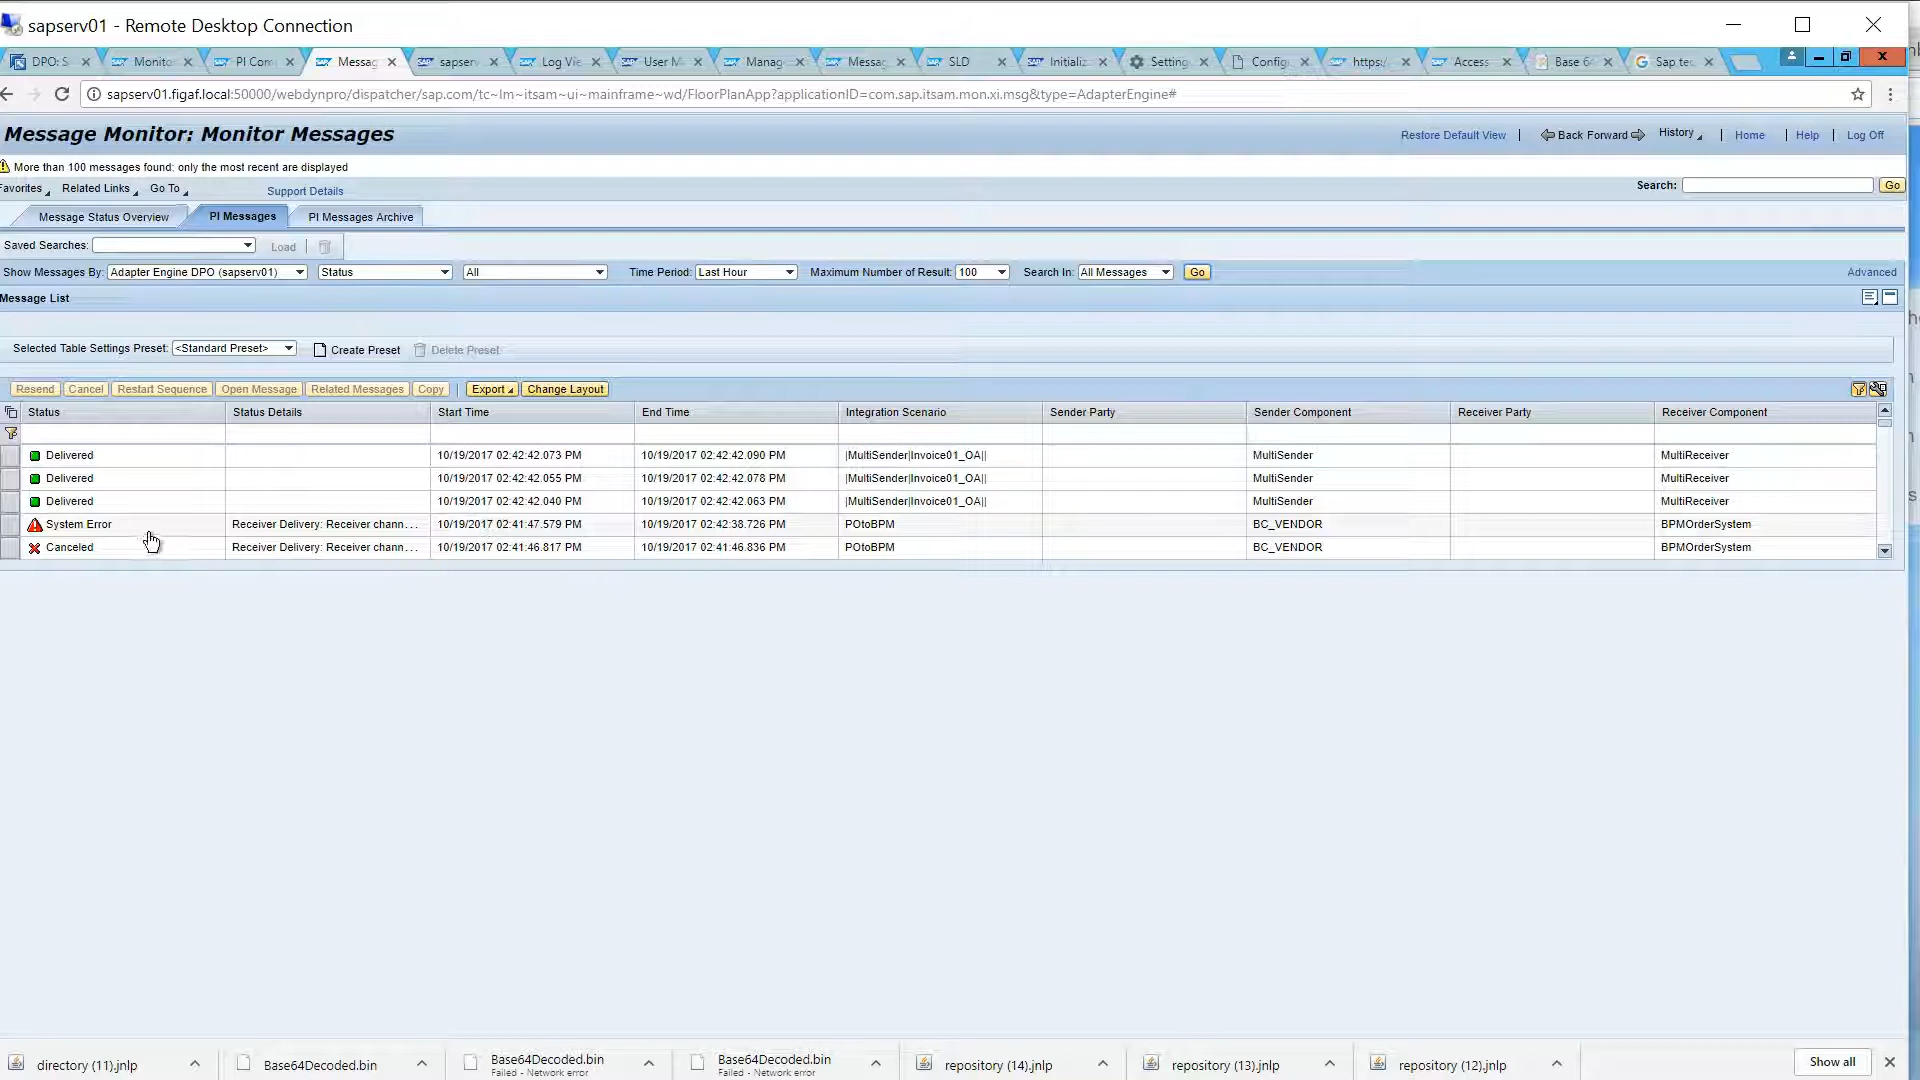 sapserv01 - Remote Desktop Connection
DPO: S Monito PI Com Messag sapserv Log Vie User M Manag Messag SLD Initializ Setting Config https:/ Access Base 6 Sap tec
sapserv01.figaf.local:50000/webdynpro/dispatcher/sap.com/tc~lm~itsam~ui~mainframe~wd/FloorPlanApp?applicationID=com.sap.itsam.mon.xi.msg&type=AdapterEngine#
Message Monitor: Monitor Messages
Restore Default View | Back Forward History | Home | Help | Log Off
More than 100 messages found; only the most recent are displayed
Favorites Related Links Go To Support Details Search: Go
Message Status Overview PI Messages PI Messages Archive
Saved Searches: Load
Show Messages By: Adapter Engine DPO (sapserv01) Status All Time Period: Last Hour Maximum Number of Result: 100 Search In: All Messages Go Advanced
Message List
Selected Table Settings Preset: <Standard Preset> Create Preset Delete Preset
Resend Cancel Restart Sequence Open Message Related Messages Copy Export Change Layout
Status Status Details Start Time End Time Integration Scenario Sender Party Sender Component Receiver Party Receiver Component
Delivered 10/19/2017 02:42:42.073 PM 10/19/2017 02:42:42.090 PM |MultiSender|Invoice01_OA|| MultiSender MultiReceiver
Delivered 10/19/2017 02:42:42.055 PM 10/19/2017 02:42:42.078 PM |MultiSender|Invoice01_OA|| MultiSender MultiReceiver
Delivered 10/19/2017 02:42:42.040 PM 10/19/2017 02:42:42.063 PM |MultiSender|Invoice01_OA|| MultiSender MultiReceiver
System Error Receiver Delivery: Receiver chann... 10/19/2017 02:41:47.579 PM 10/19/2017 02:42:38.726 PM POtoBPM BC_VENDOR BPMOrderSystem
Canceled Receiver Delivery: Receiver chann... 10/19/2017 02:41:46.817 PM 10/19/2017 02:41:46.836 PM POtoBPM BC_VENDOR BPMOrderSystem
directory (11).jnlp Base64Decoded.bin Base64Decoded.bin Base64Decoded.bin repository (14).jnlp repository (13).jnlp repository (12).jnlp Show all
Failed - Network error Failed - Network error